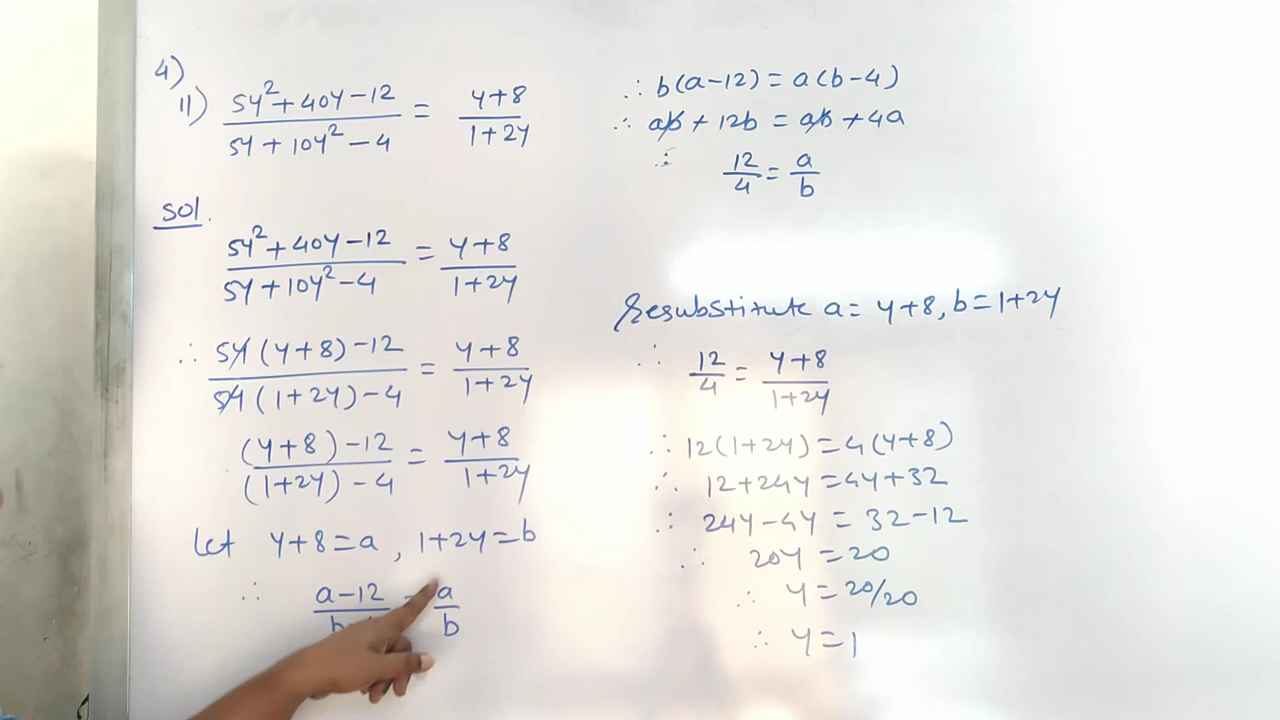 4)
11) 5y²+40y-12 / 5y+10y²-4 = y+8 / 1+2y
Sol.
5y²+40y-12 / 5y+10y²-4 = y+8 / 1+2y
∴ 5y(y+8)-12 / 5y(1+2y)-4 = y+8 / 1+2y
(y+8)-12 / (1+2y)-4 = y+8 / 1+2y
Let y+8=a, 1+2y=b
∴ a-12 / b = a / b
∴ b(a-12)=a(b-4)
∴ ab+12b=ab+4a
∴ 12/4 = a/b
Resubstitute a=y+8, b=1+2y
∴ 12/4 = y+8 / 1+2y
∴ 12(1+2y)=4(y+8)
∴ 12+24y=4y+32
∴ 24y-4y=32-12
∴ 20y=20
∴ y=20/20
∴ y=1